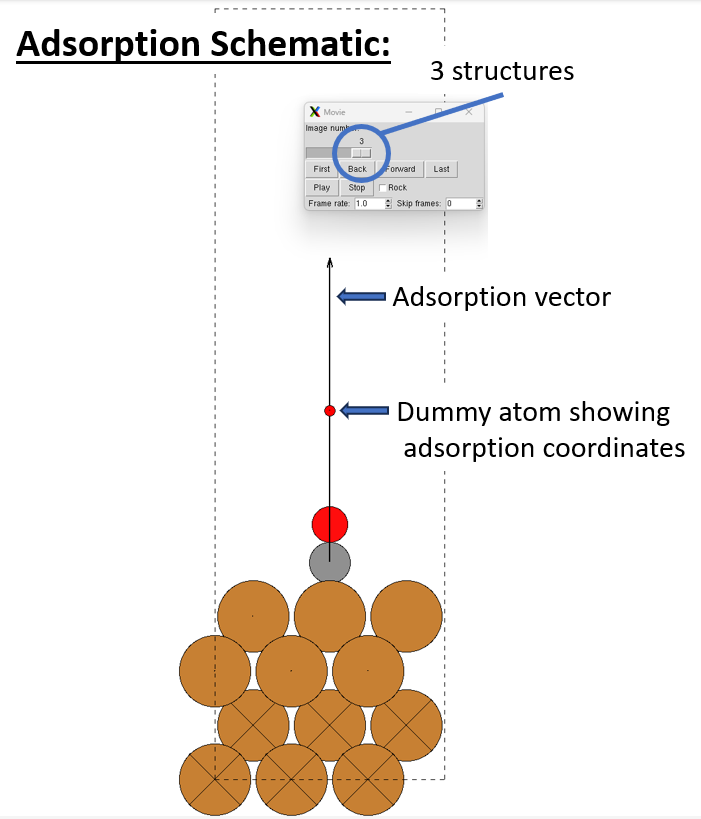 Adsorption Schematic:
3 structures
Movie
Image number:
3
First Back Forward Last
Play Stop Rock
Frame rate: 1.0 Skip frames: 0
Adsorption vector
Dummy atom showing
adsorption coordinates